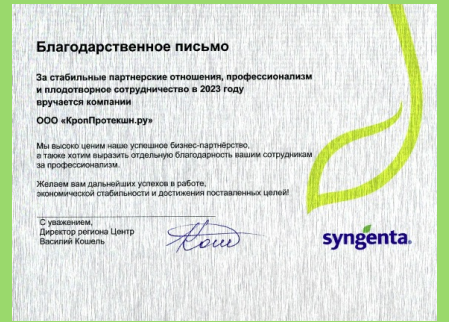 Благодарственное письмо
За стабильные партнерские отношения, профессионализм
и плодотворное сотрудничество в 2023 году
вручается компании
ООО «КропПротекшн.ру»
Мы высоко ценим наше успешное бизнес-партнёрство,
а также хотим выразить отдельную благодарность вашим сотрудникам
за профессионализм.
Желаем вам дальнейших успехов в работе,
экономической стабильности и достижения поставленных целей!
С уважением,
Директор региона Центр
Василий Кошель
syngenta.